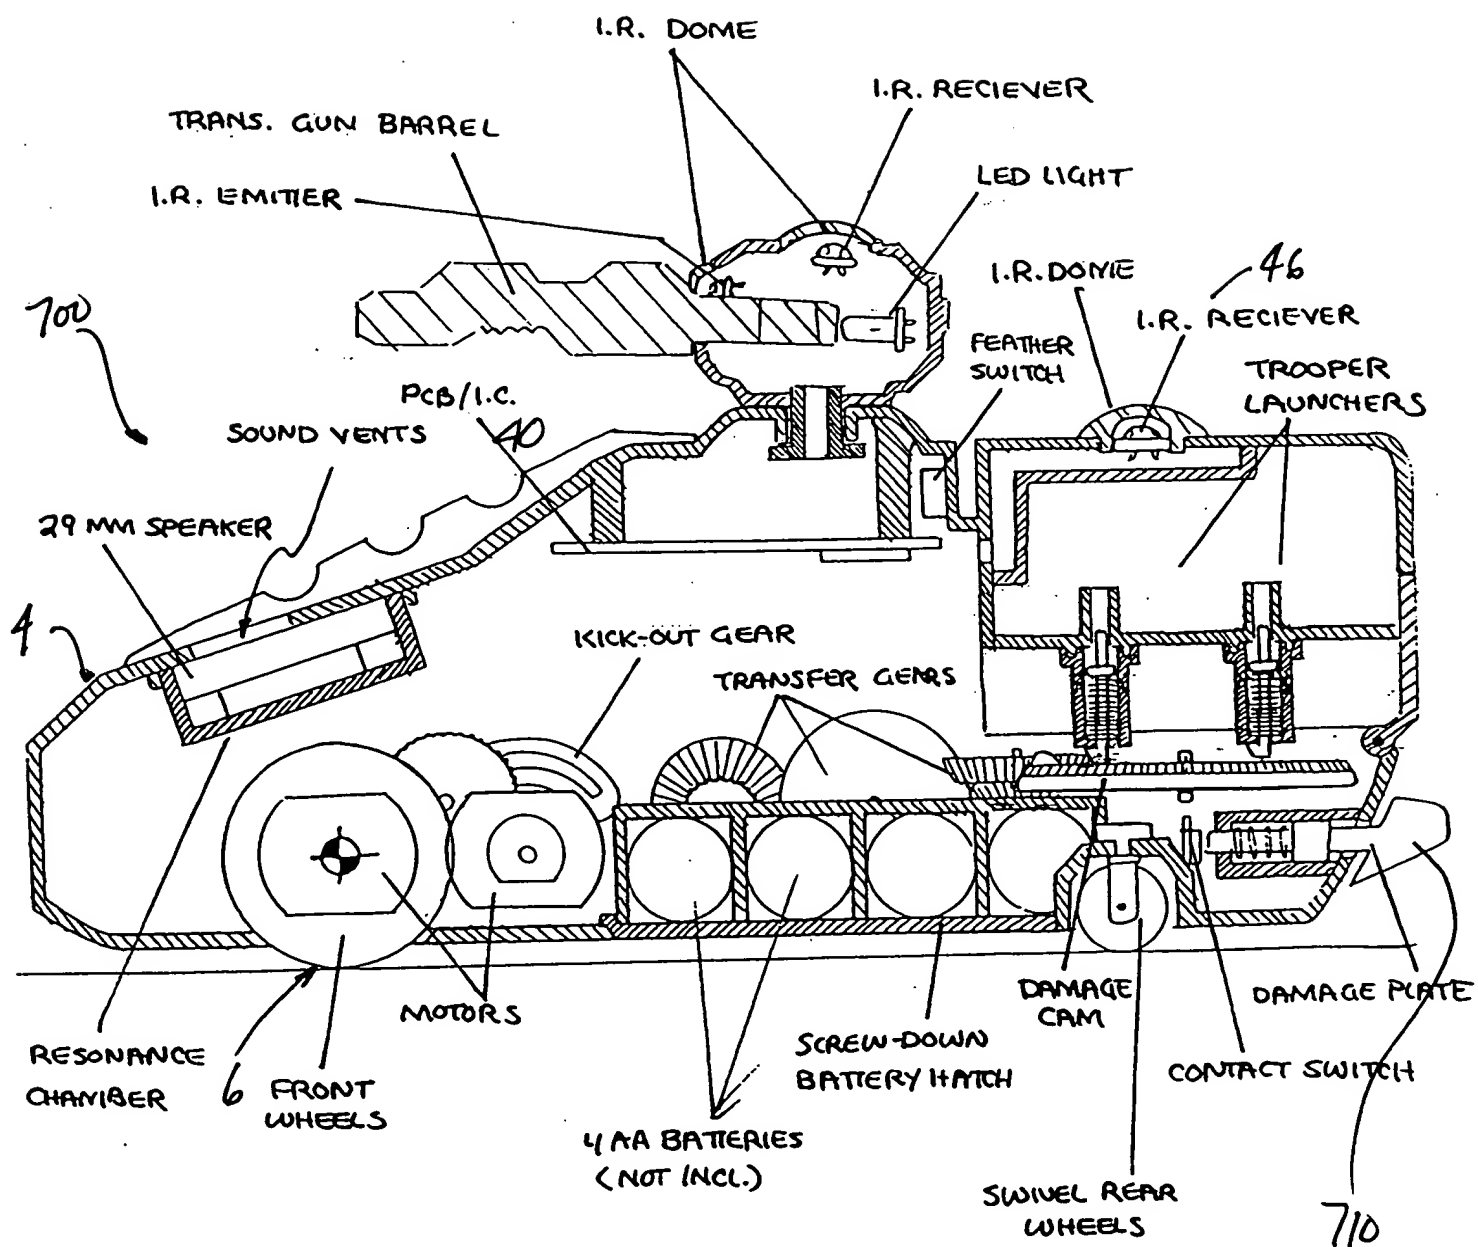 I.R. DOME
I.R. RECIEVER
TRANS. GUN BARREL
LED LIGHT
I.R. EMITTER
I.R. DOME
46
I.R. RECIEVER
700
FEATHER
SWITCH
TROOPER
LAUNCHERS
PCB/I.C.
40
SOUND VENTS
29 MM SPEAKER
4
KICK-OUT GEAR
TRANSFER GEARS
DAMAGE
CAM
DAMAGE PLATE
MOTORS
RESONANCE
CHAMBER
6
FRONT
WHEELS
SCREW-DOWN
BATTERY HATCH
CONTACT SWITCH
4 AA BATTERIES
(NOT INCL.)
SWIVEL REAR
WHEELS
710